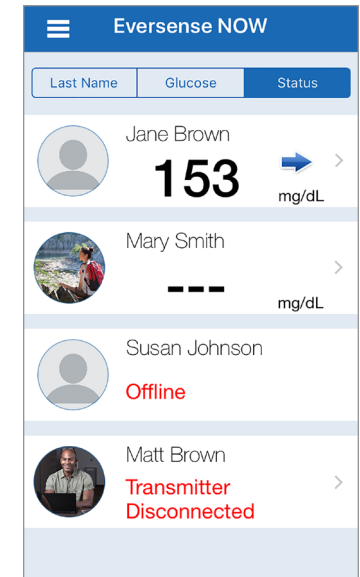 Eversense NOW
Last Name Glucose Status
Jane Brown
153
mg/dL
Mary Smith
---
mg/dL
Susan Johnson
Offline
Matt Brown
Transmitter
Disconnected